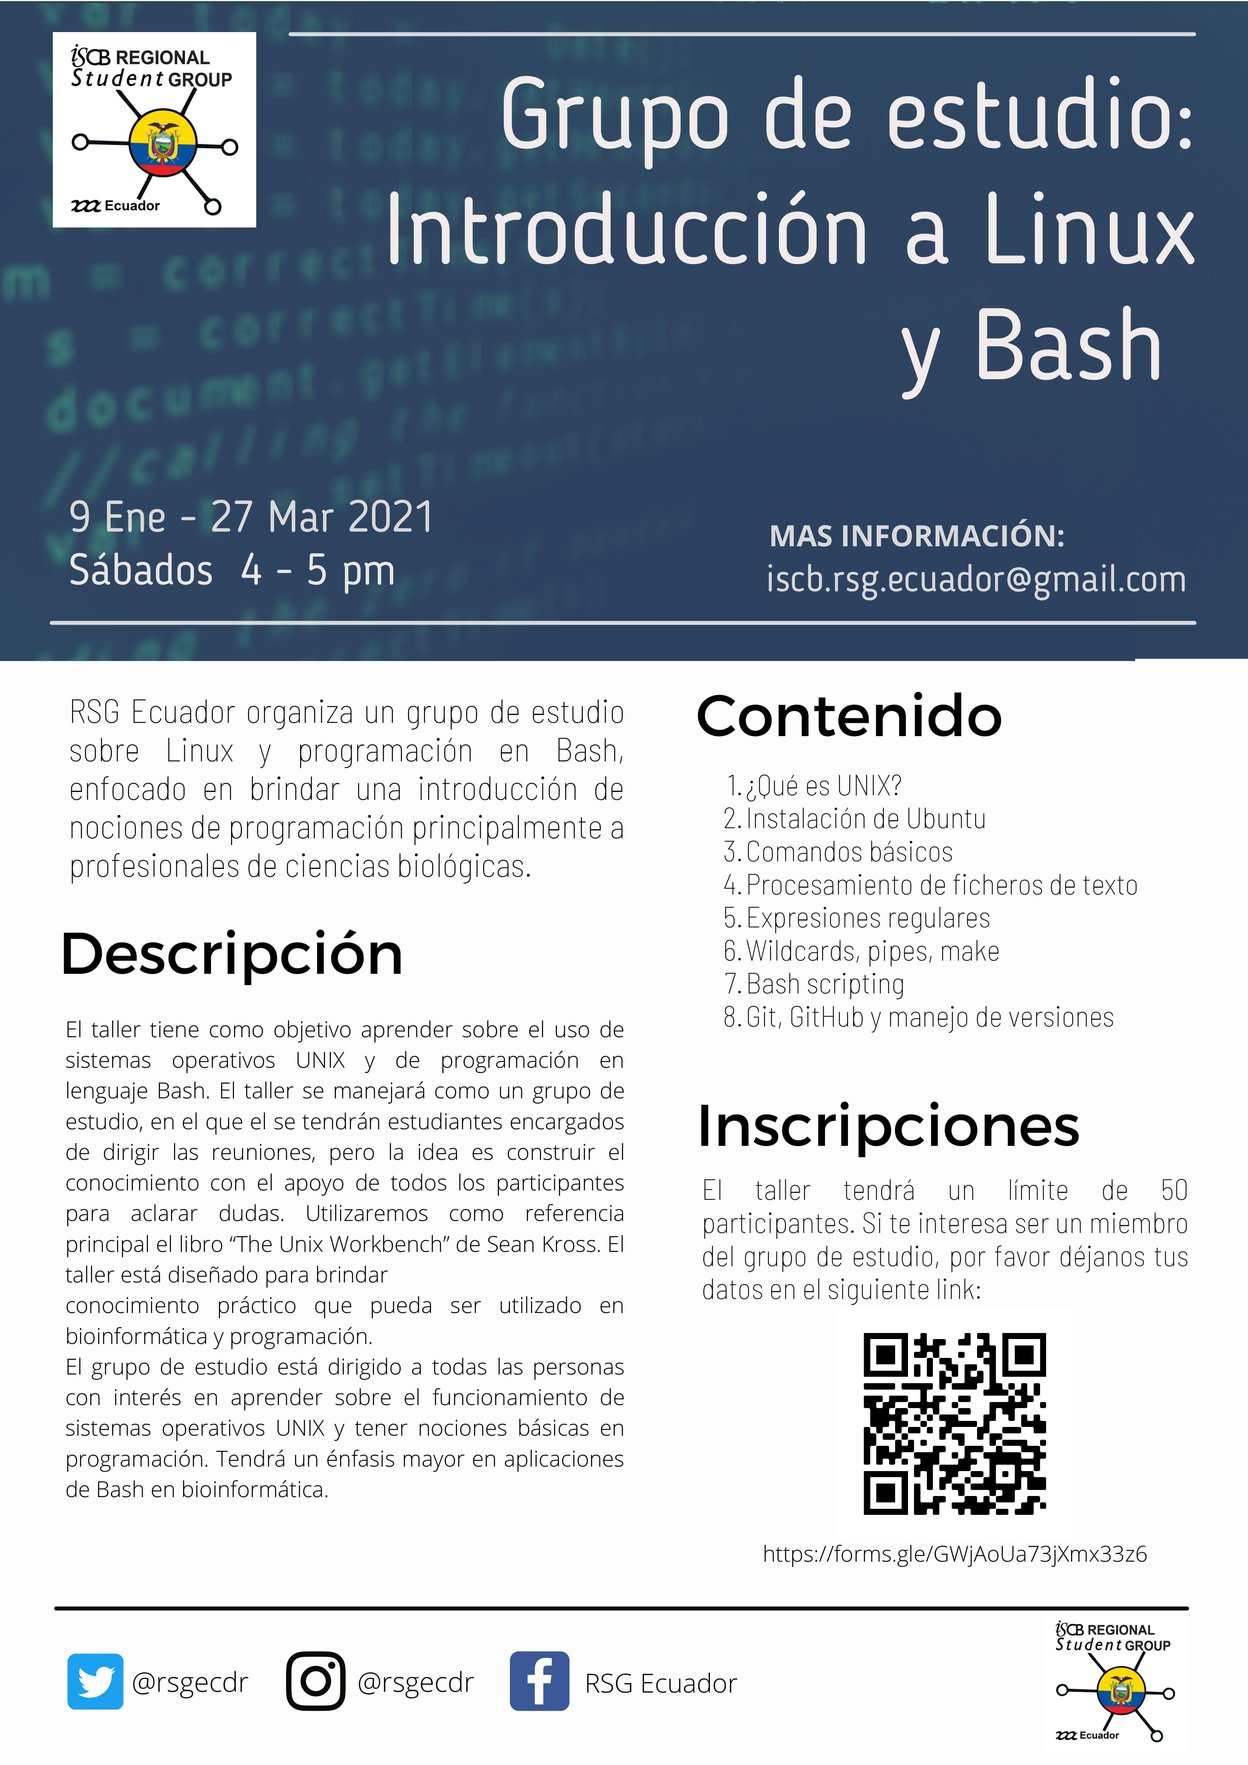 iSCB REGIONAL
Student GROUP
Ecuador
Grupo de estudio:
Introducción a Linux
y Bash
9 Ene - 27 Mar 2021
Sábados 4 - 5 pm
MAS INFORMACIÓN:
iscb.rsg.ecuador@gmail.com
RSG Ecuador organiza un grupo de estudio
sobre Linux y programación en Bash,
enfocado en brindar una introducción de
nociones de programación principalmente a
profesionales de ciencias biológicas.
Descripción
El taller tiene como objetivo aprender sobre el uso de
sistemas operativos UNIX y de programación en
lenguaje Bash. El taller se manejará como un grupo de
estudio, en el que el se tendrán estudiantes encargados
de dirigir las reuniones, pero la idea es construir el
conocimiento con el apoyo de todos los participantes
para aclarar dudas. Utilizaremos como referencia
principal el libro “The Unix Workbench” de Sean Kross. El
taller está diseñado para brindar
conocimiento práctico que pueda ser utilizado en
bioinformática y programación.
El grupo de estudio está dirigido a todas las personas
con interés en aprender sobre el funcionamiento de
sistemas operativos UNIX y tener nociones básicas en
programación. Tendrá un énfasis mayor en aplicaciones
de Bash en bioinformática.
Contenido
1. ¿Qué es UNIX?
2. Instalación de Ubuntu
3. Comandos básicos
4. Procesamiento de ficheros de texto
5. Expresiones regulares
6. Wildcards, pipes, make
7. Bash scripting
8. Git, GitHub y manejo de versiones
Inscripciones
El taller tendrá un límite de 50
participantes. Si te interesa ser un miembro
del grupo de estudio, por favor déjanos tus
datos en el siguiente link:
https://forms.gle/GWjAoUa73jXmx33z6
@rsgecdr
@rsgecdr
RSG Ecuador
iSCB REGIONAL
Student GROUP
Ecuador